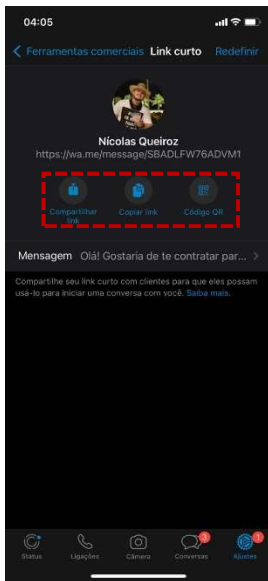 04:05
Ferramentas comerciais Link curto Redefinir
Nícolas Queiroz
https://wa.me/message/SBADLFW76ADVM1
Compartilhar link Copiar link Código QR
Mensagem Olá! Gostaria de te contratar par...
Compartilhe seu link curto com clientes para que eles possam
usá-lo para iniciar uma conversa com você. Saiba mais.
3 1
Status Ligações Câmera Conversas Ajustes